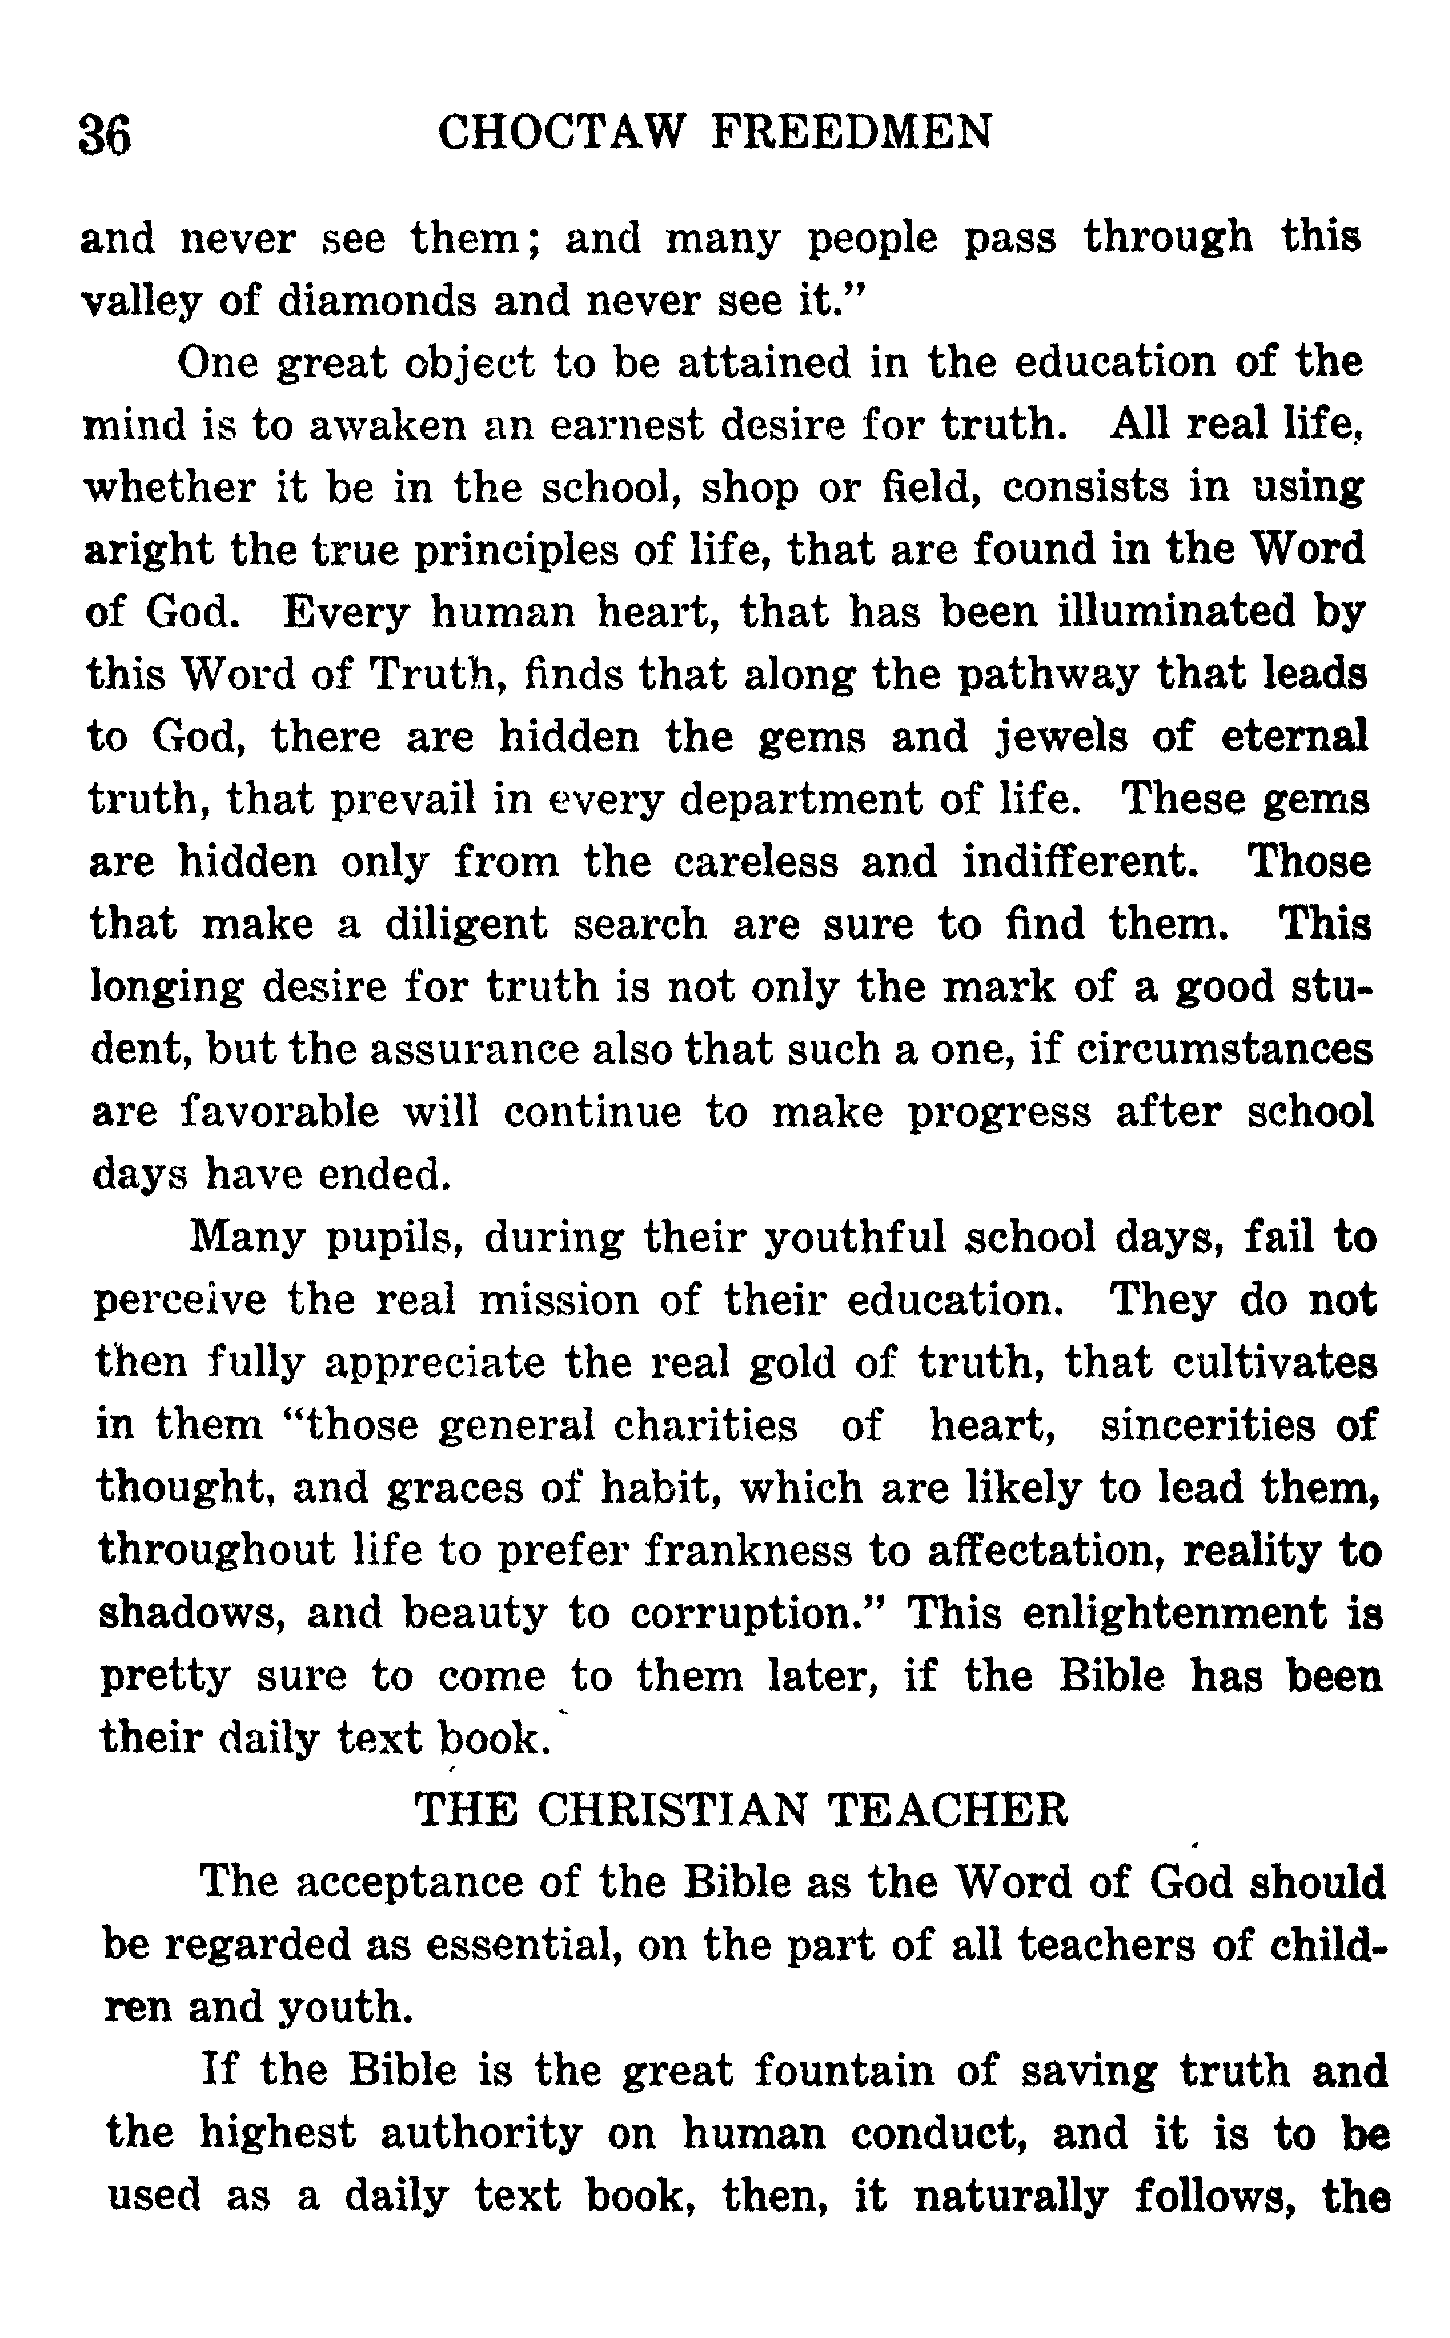 36 CHOCTAW FREEDMEN
and never see them; and many people pass through this
valley of diamonds and never see it.”
One great object to be attained in the education of the
mind is to awaken an earnest desire for truth. All real life,
whether it be in the school, shop or field, consists in using
aright the true principles of life, that are found in the Word
of God. Every human heart, that has been illuminated by
this Word of Truth, finds that along the pathway that leads
to God, there are hidden the gems and jewels of eternal
truth, that prevail in every department of life. These gems
are hidden only from the careless and indifferent. Those
that make a diligent search are sure to find them. This
longing desire for truth is not only the mark of a good stu-
dent, but the assurance also that such a one, if circumstances
are favorable will continue to make progress after school
days have ended.
Many pupils, during their youthful school days, fail to
perceive the real mission of their education. They do not
then fully appreciate the real gold of truth, that cultivates
in them “those general charities of heart, sincerities of
thought, and graces of habit, which are likely to lead them,
throughout life to prefer frankness to affectation, reality to
shadows, and beauty to corruption.” This enlightenment is
pretty sure to come to them later, if the Bible has been
their daily text book.
THE CHRISTIAN TEACHER
The acceptance of the Bible as the Word of God should
be regarded as essential, on the part of all teachers of child-
ren and youth.
If the Bible is the great fountain of saving truth and
the highest authority on human conduct, and it is to be
used as a daily text book, then, it naturally follows, the